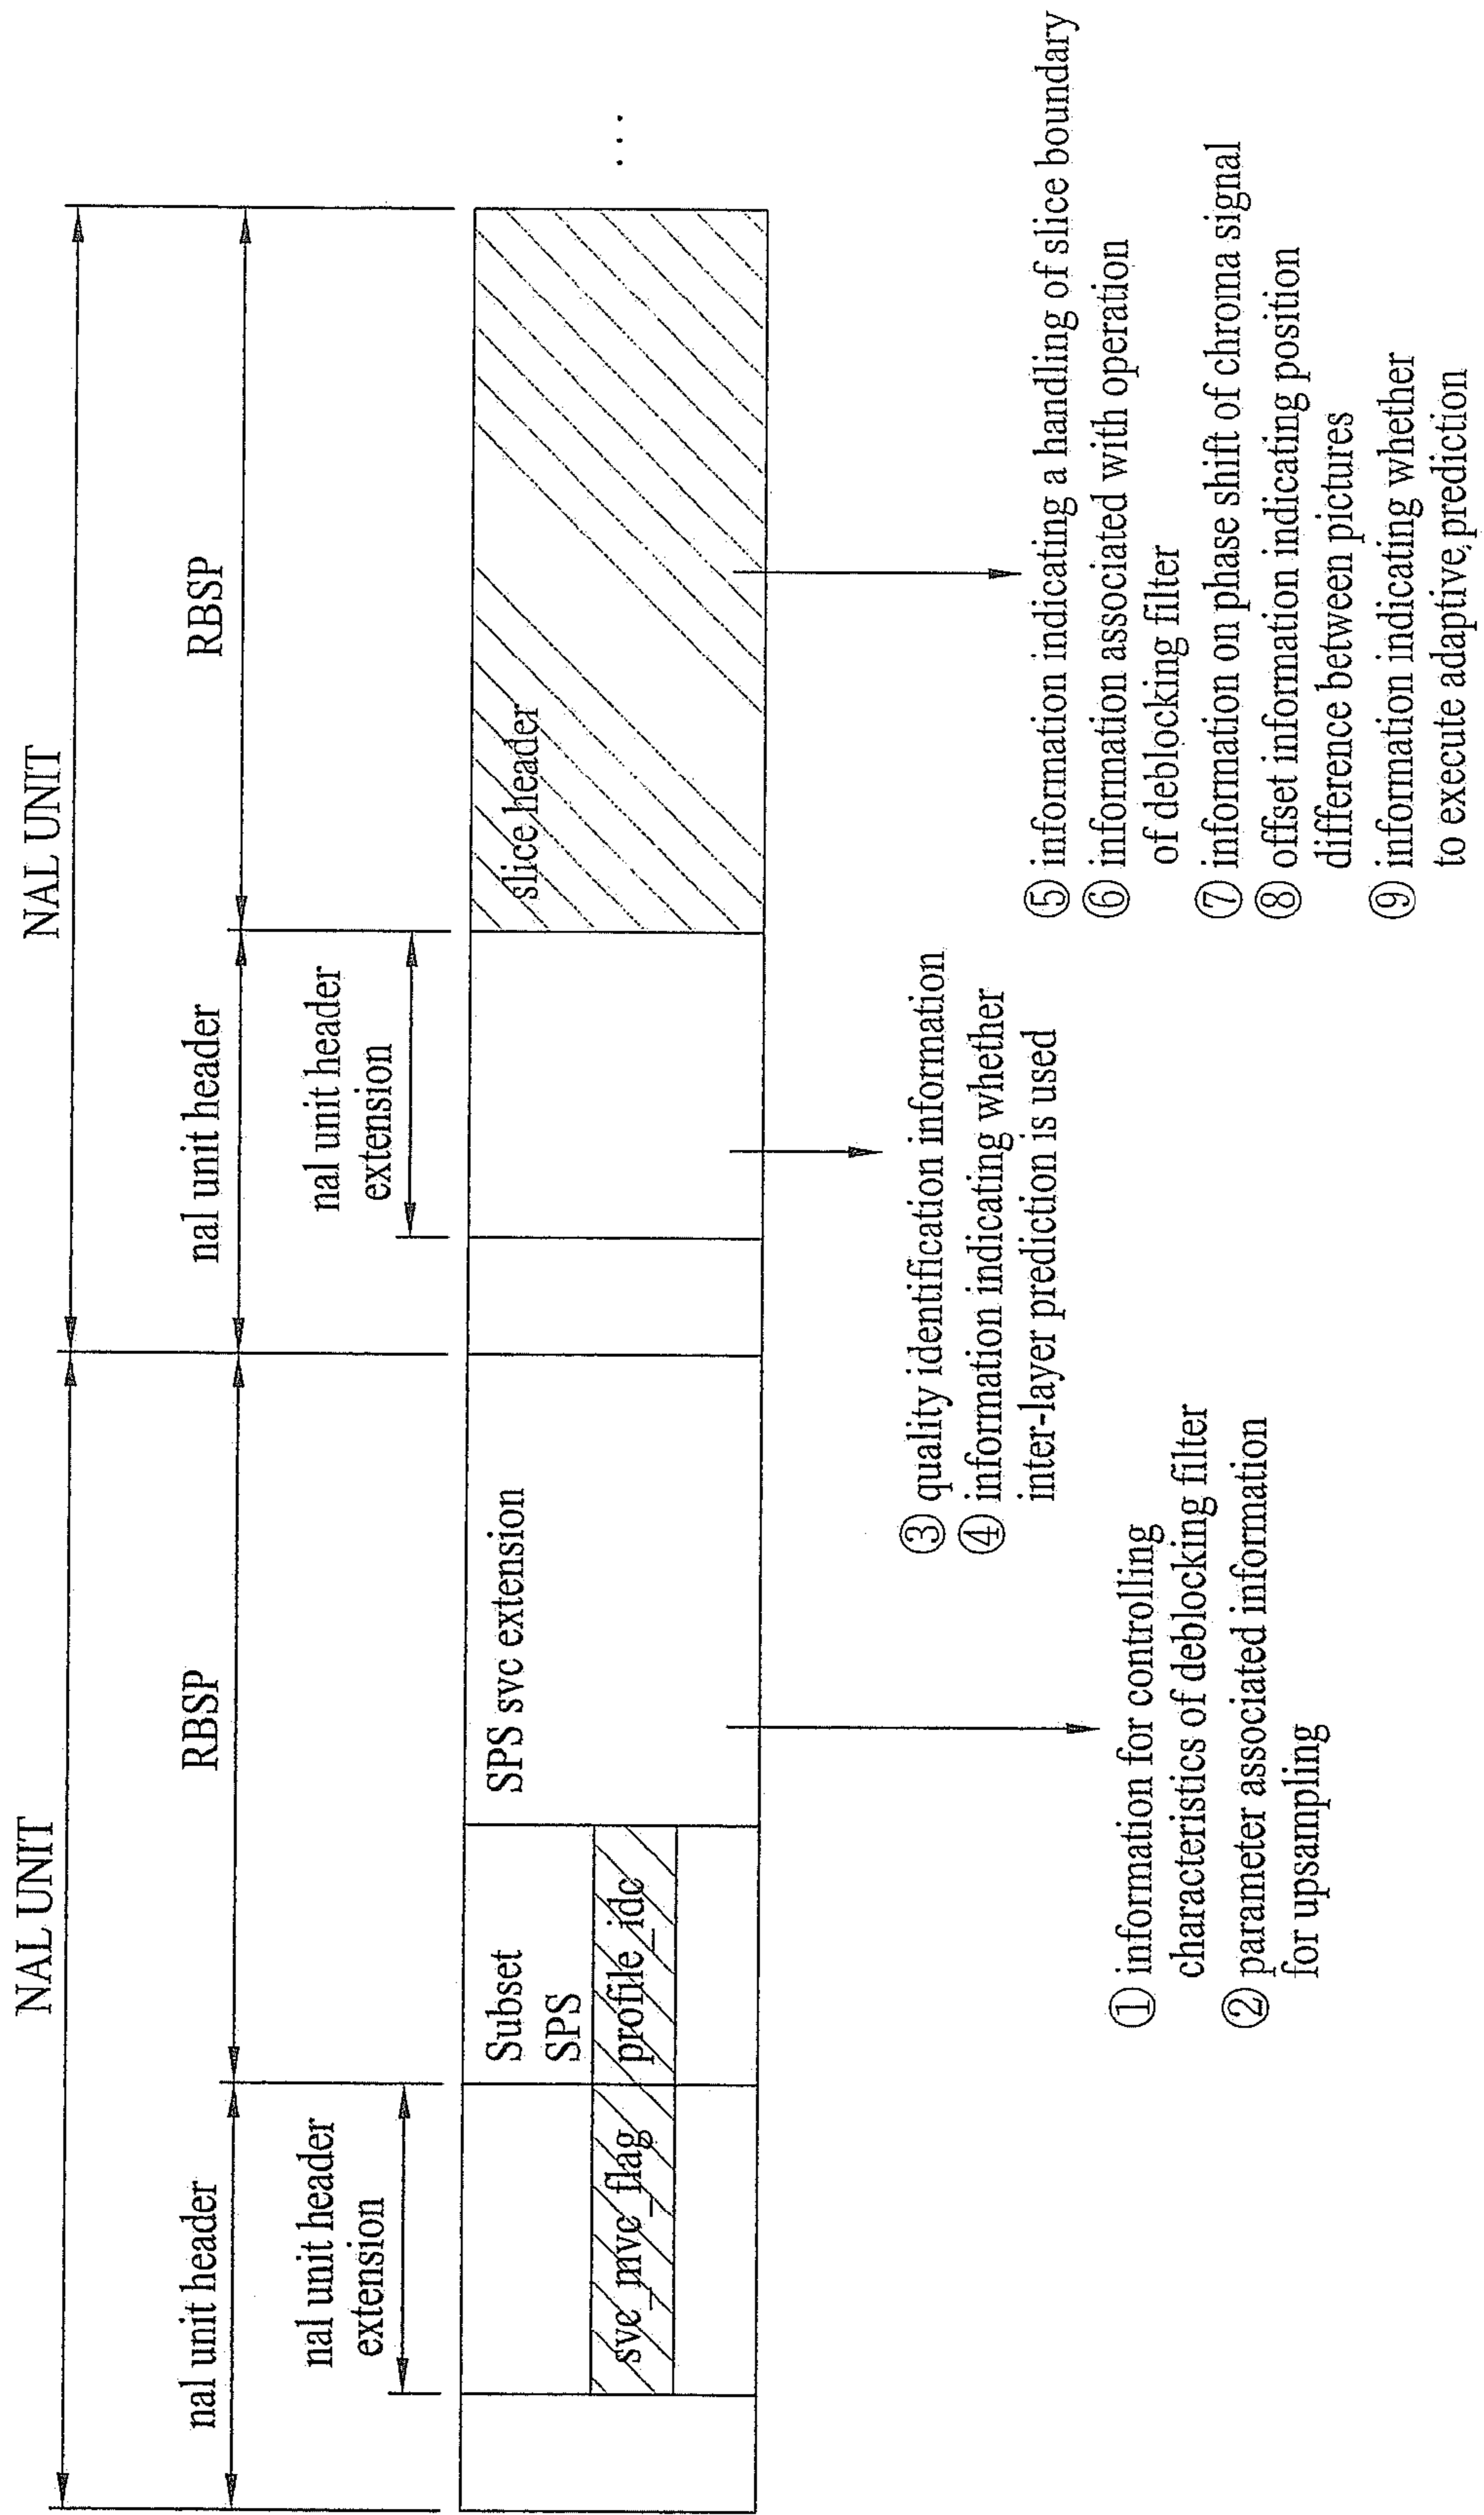 NAL UNIT
NAL UNIT
nal unit header
RBSP
nal unit header
RBSP
nal unit header
extension
nal unit header
extension
Subset
SPS
SPS svc extension
slice header
...
svc_mvc_flag
profile_idc
① information for controlling
characteristics of deblocking filter
② parameter associated information
for upsampling
③ quality identification information
④ information indicating whether
inter-layer prediction is used
⑤ information indicating a handling of slice boundary
⑥ information associated with operation
of deblocking filter
⑦ information on phase shift of chroma signal
⑧ offset information indicating position
difference between pictures
⑨ information indicating whether
to execute adaptive prediction